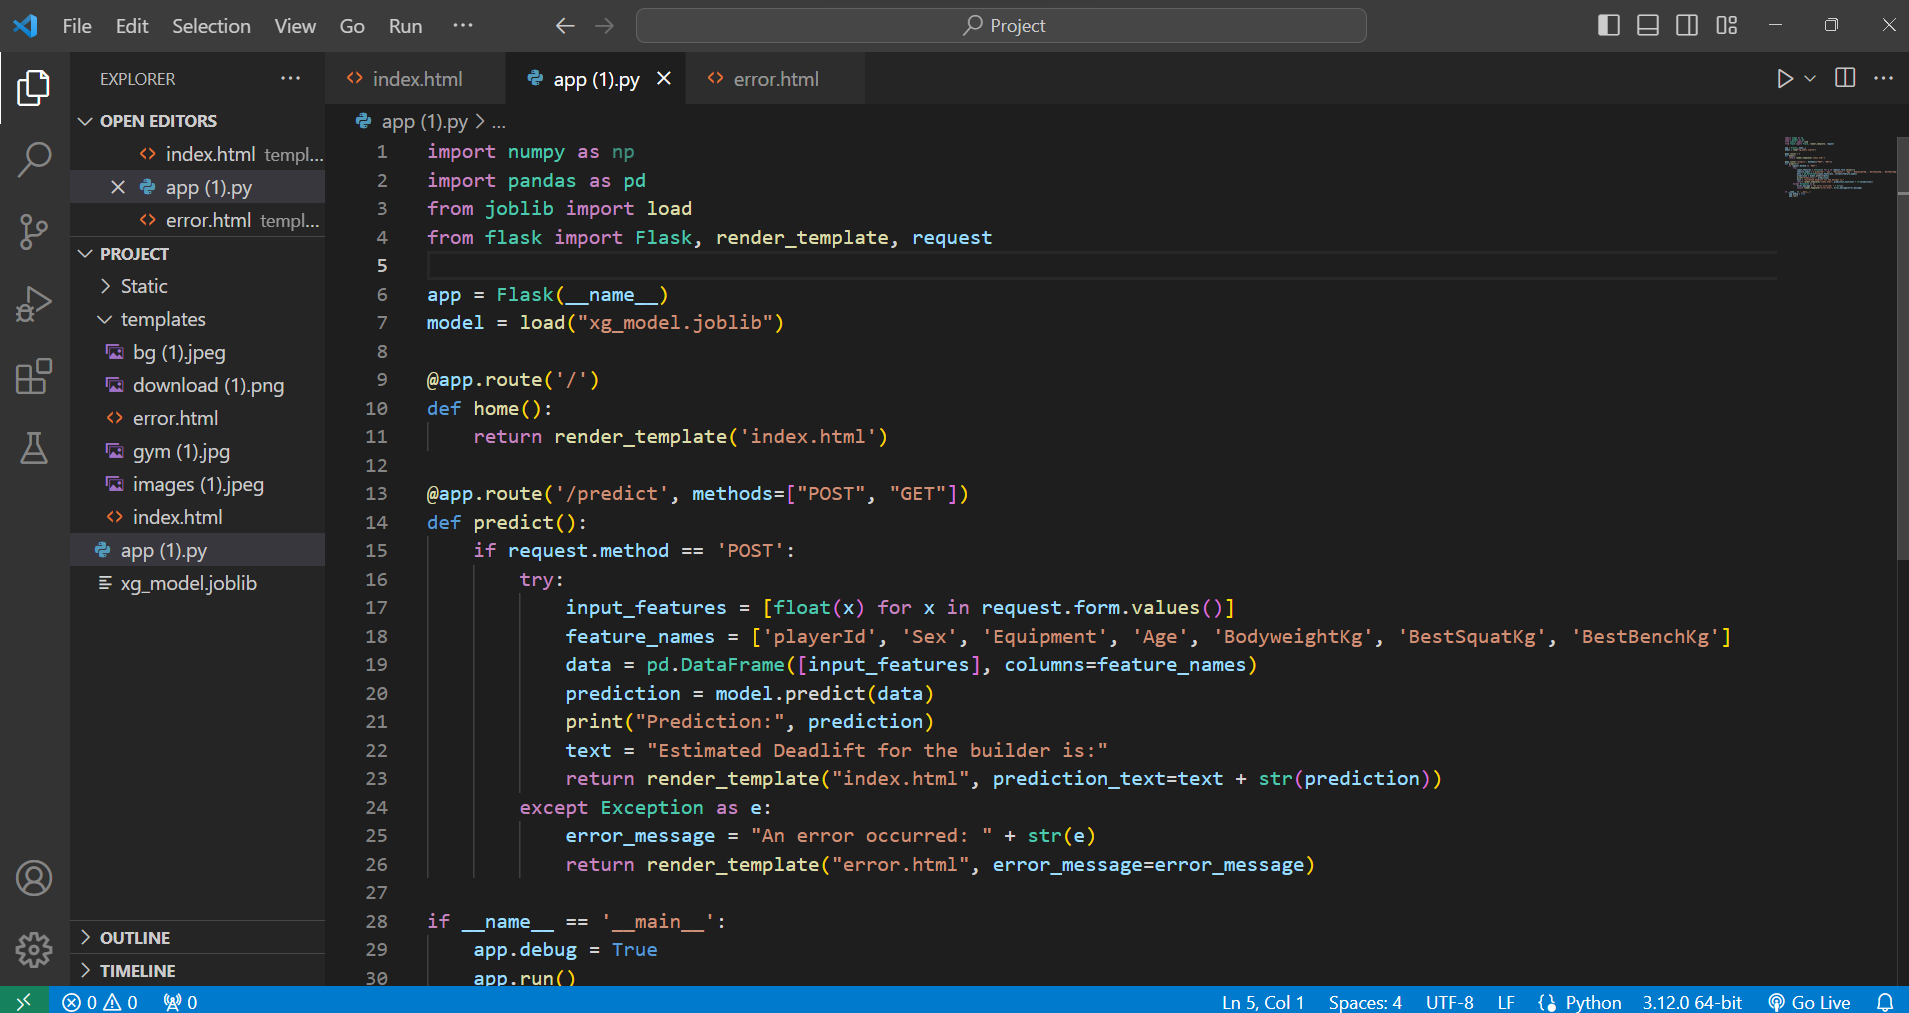 File Edit Selection View Go Run ··· Project
EXPLORER ···
OPEN EDITORS
index.html templ...
app (1).py
error.html templ...
PROJECT
Static
templates
bg (1).jpeg
download (1).png
error.html
gym (1).jpg
images (1).jpeg
index.html
app (1).py
xg_model.joblib
OUTLINE
TIMELINE
index.html app (1).py error.html
app (1).py > ...
1 import numpy as np
2 import pandas as pd
3 from joblib import load
4 from flask import Flask, render_template, request
5
6 app = Flask(__name__)
7 model = load("xg_model.joblib")
8
9 @app.route('/')
10 def home():
11     return render_template('index.html')
12
13 @app.route('/predict', methods=["POST", "GET"])
14 def predict():
15     if request.method == 'POST':
16         try:
17             input_features = [float(x) for x in request.form.values()]
18             feature_names = ['playerId', 'Sex', 'Equipment', 'Age', 'BodyweightKg', 'BestSquatKg', 'BestBenchKg']
19             data = pd.DataFrame([input_features], columns=feature_names)
20             prediction = model.predict(data)
21             print("Prediction:", prediction)
22             text = "Estimated Deadlift for the builder is:"
23             return render_template("index.html", prediction_text=text + str(prediction))
24         except Exception as e:
25             error_message = "An error occurred: " + str(e)
26             return render_template("error.html", error_message=error_message)
27
28 if __name__ == '__main__':
29     app.debug = True
30     app.run()
0 0 0 Ln 5, Col 1 Spaces: 4 UTF-8 LF Python 3.12.0 64-bit Go Live